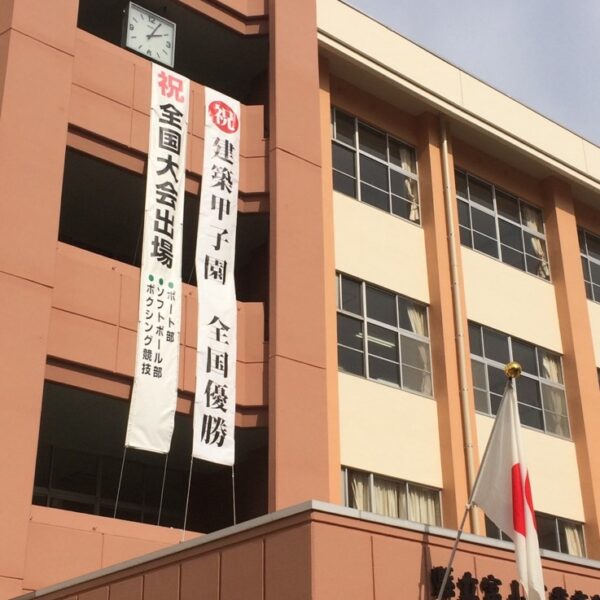 祝 全国大会出場
ボート部
ソフトボール部
ボクシング競技
祝 建築甲子園 全国優勝